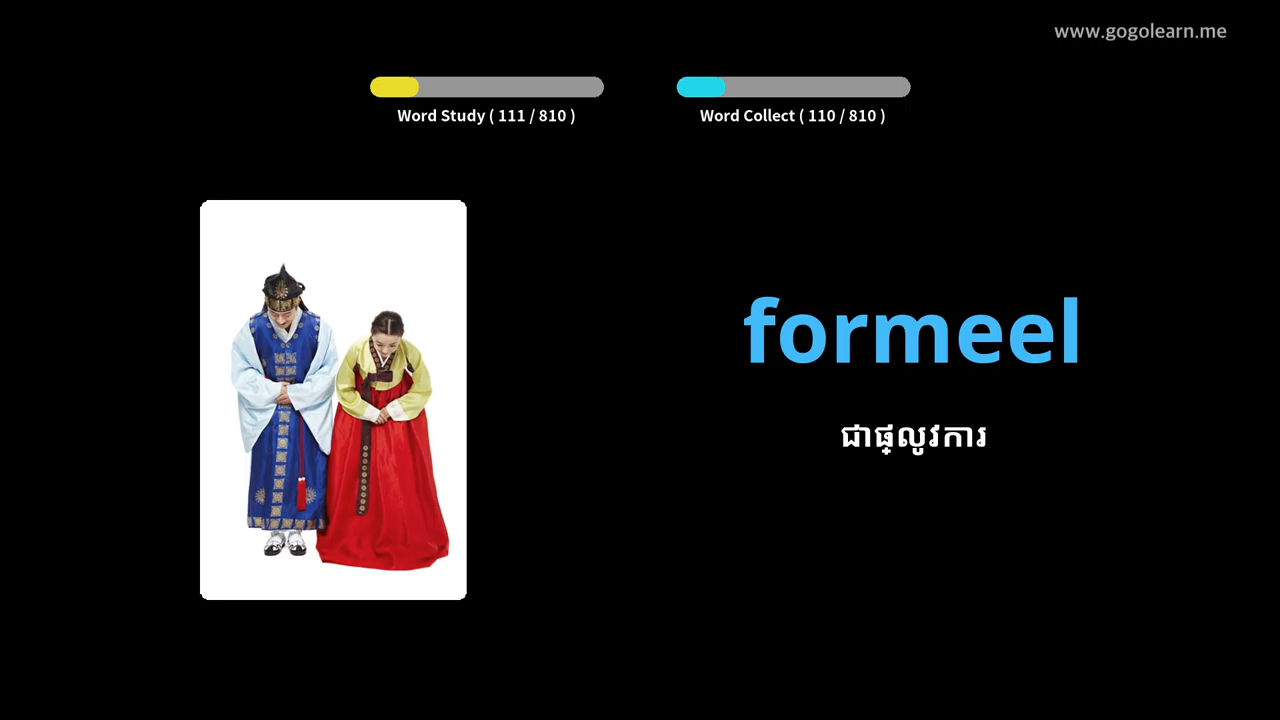 www.gogolearn.me
Word Study ( 111 / 810 )
Word Collect ( 110 / 810 )
formeel
ជាផ្លូវការ